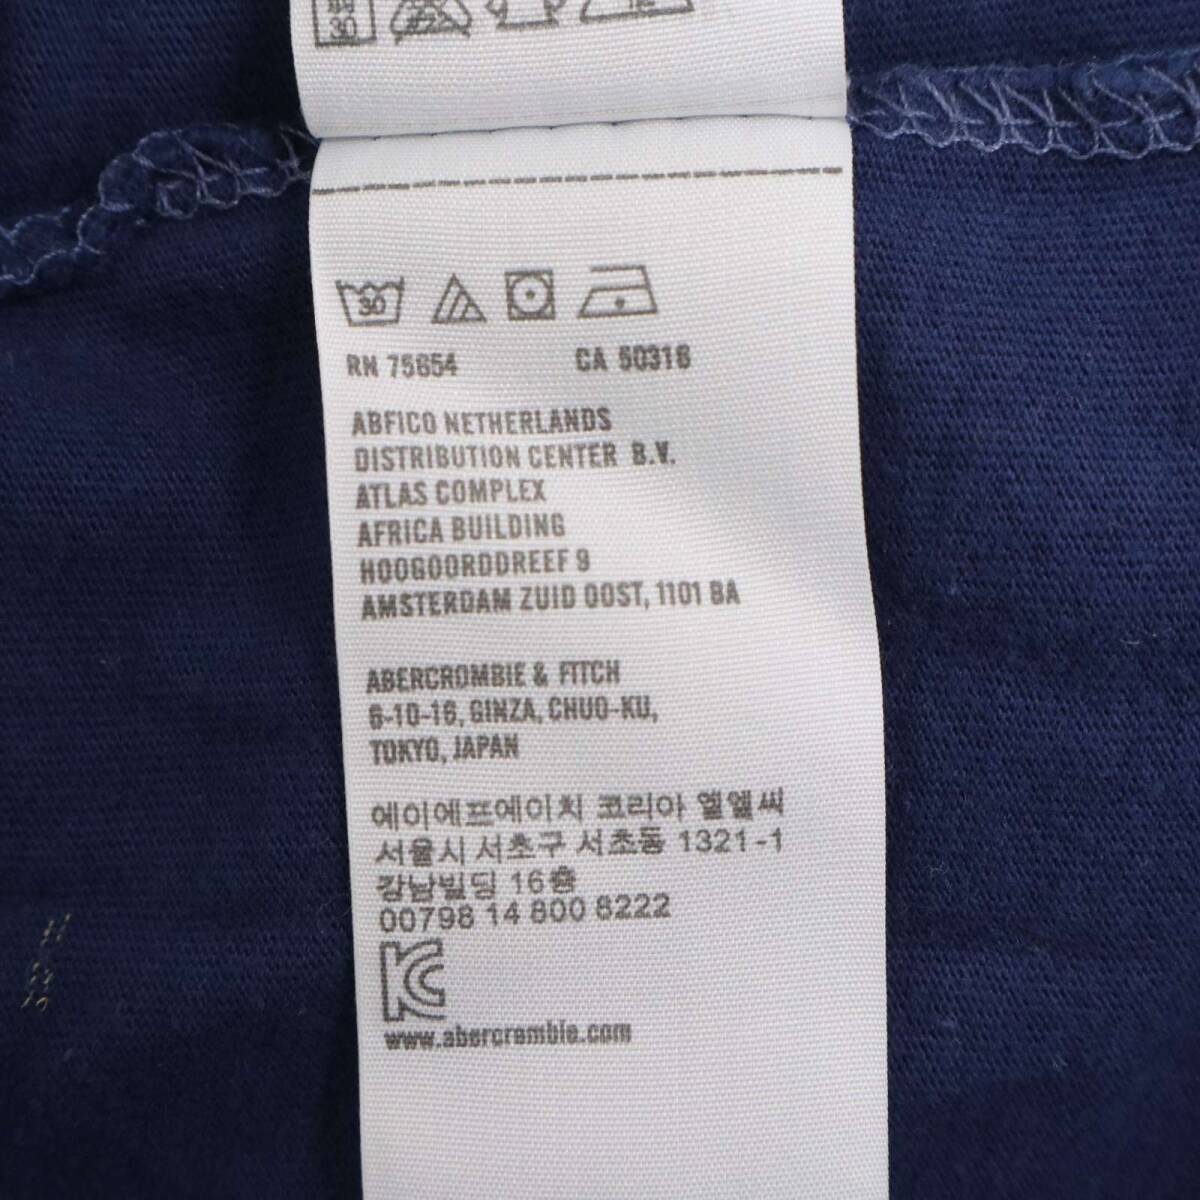 30
30
RN 75654 CA 50318
ABFICO NETHERLANDS
DISTRIBUTION CENTER B.V.
ATLAS COMPLEX
AFRICA BUILDING
HOOGOORDDREEF 9
AMSTERDAM ZUID OOST, 1101 BA
ABERCROMBIE & FITCH
6-10-16, GINZA, CHUO-KU,
TOKYO, JAPAN
에이에프에이치 코리아 엘엘씨
서울시 서초구 서초동 1321-1
강남빌딩 16층
00798 14 800 8222
KC
www.abercrombie.com